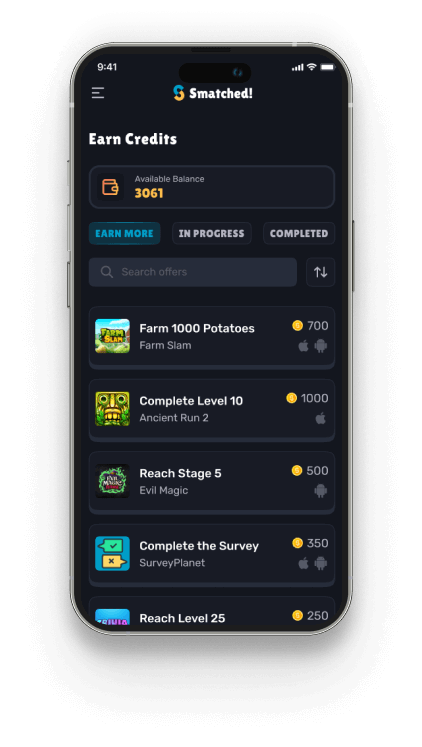 9:41
Smatched!
Earn Credits
Available Balance
3061
EARN MORE
IN PROGRESS
COMPLETED
Search offers
FARM SLAM
Farm 1000 Potatoes
700
Farm Slam
Complete Level 10
1000
Ancient Run 2
EVIL MAGIC
Reach Stage 5
500
Evil Magic
Complete the Survey
350
SurveyPlanet
TRIVIA
Reach Level 25
250